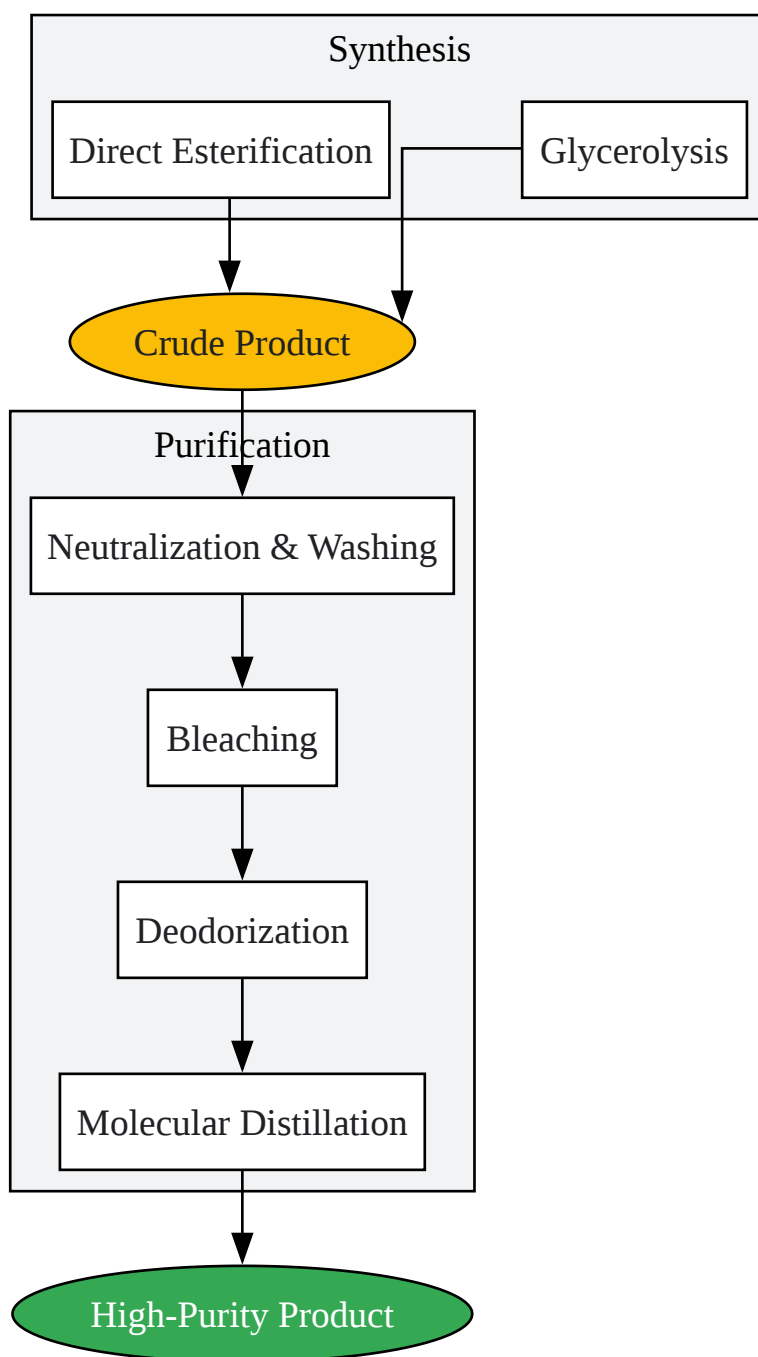 Synthesis
Direct Esterification
Glycerolysis
Crude Product
Purification
Neutralization & Washing
Bleaching
Deodorization
Molecular Distillation
High-Purity Product